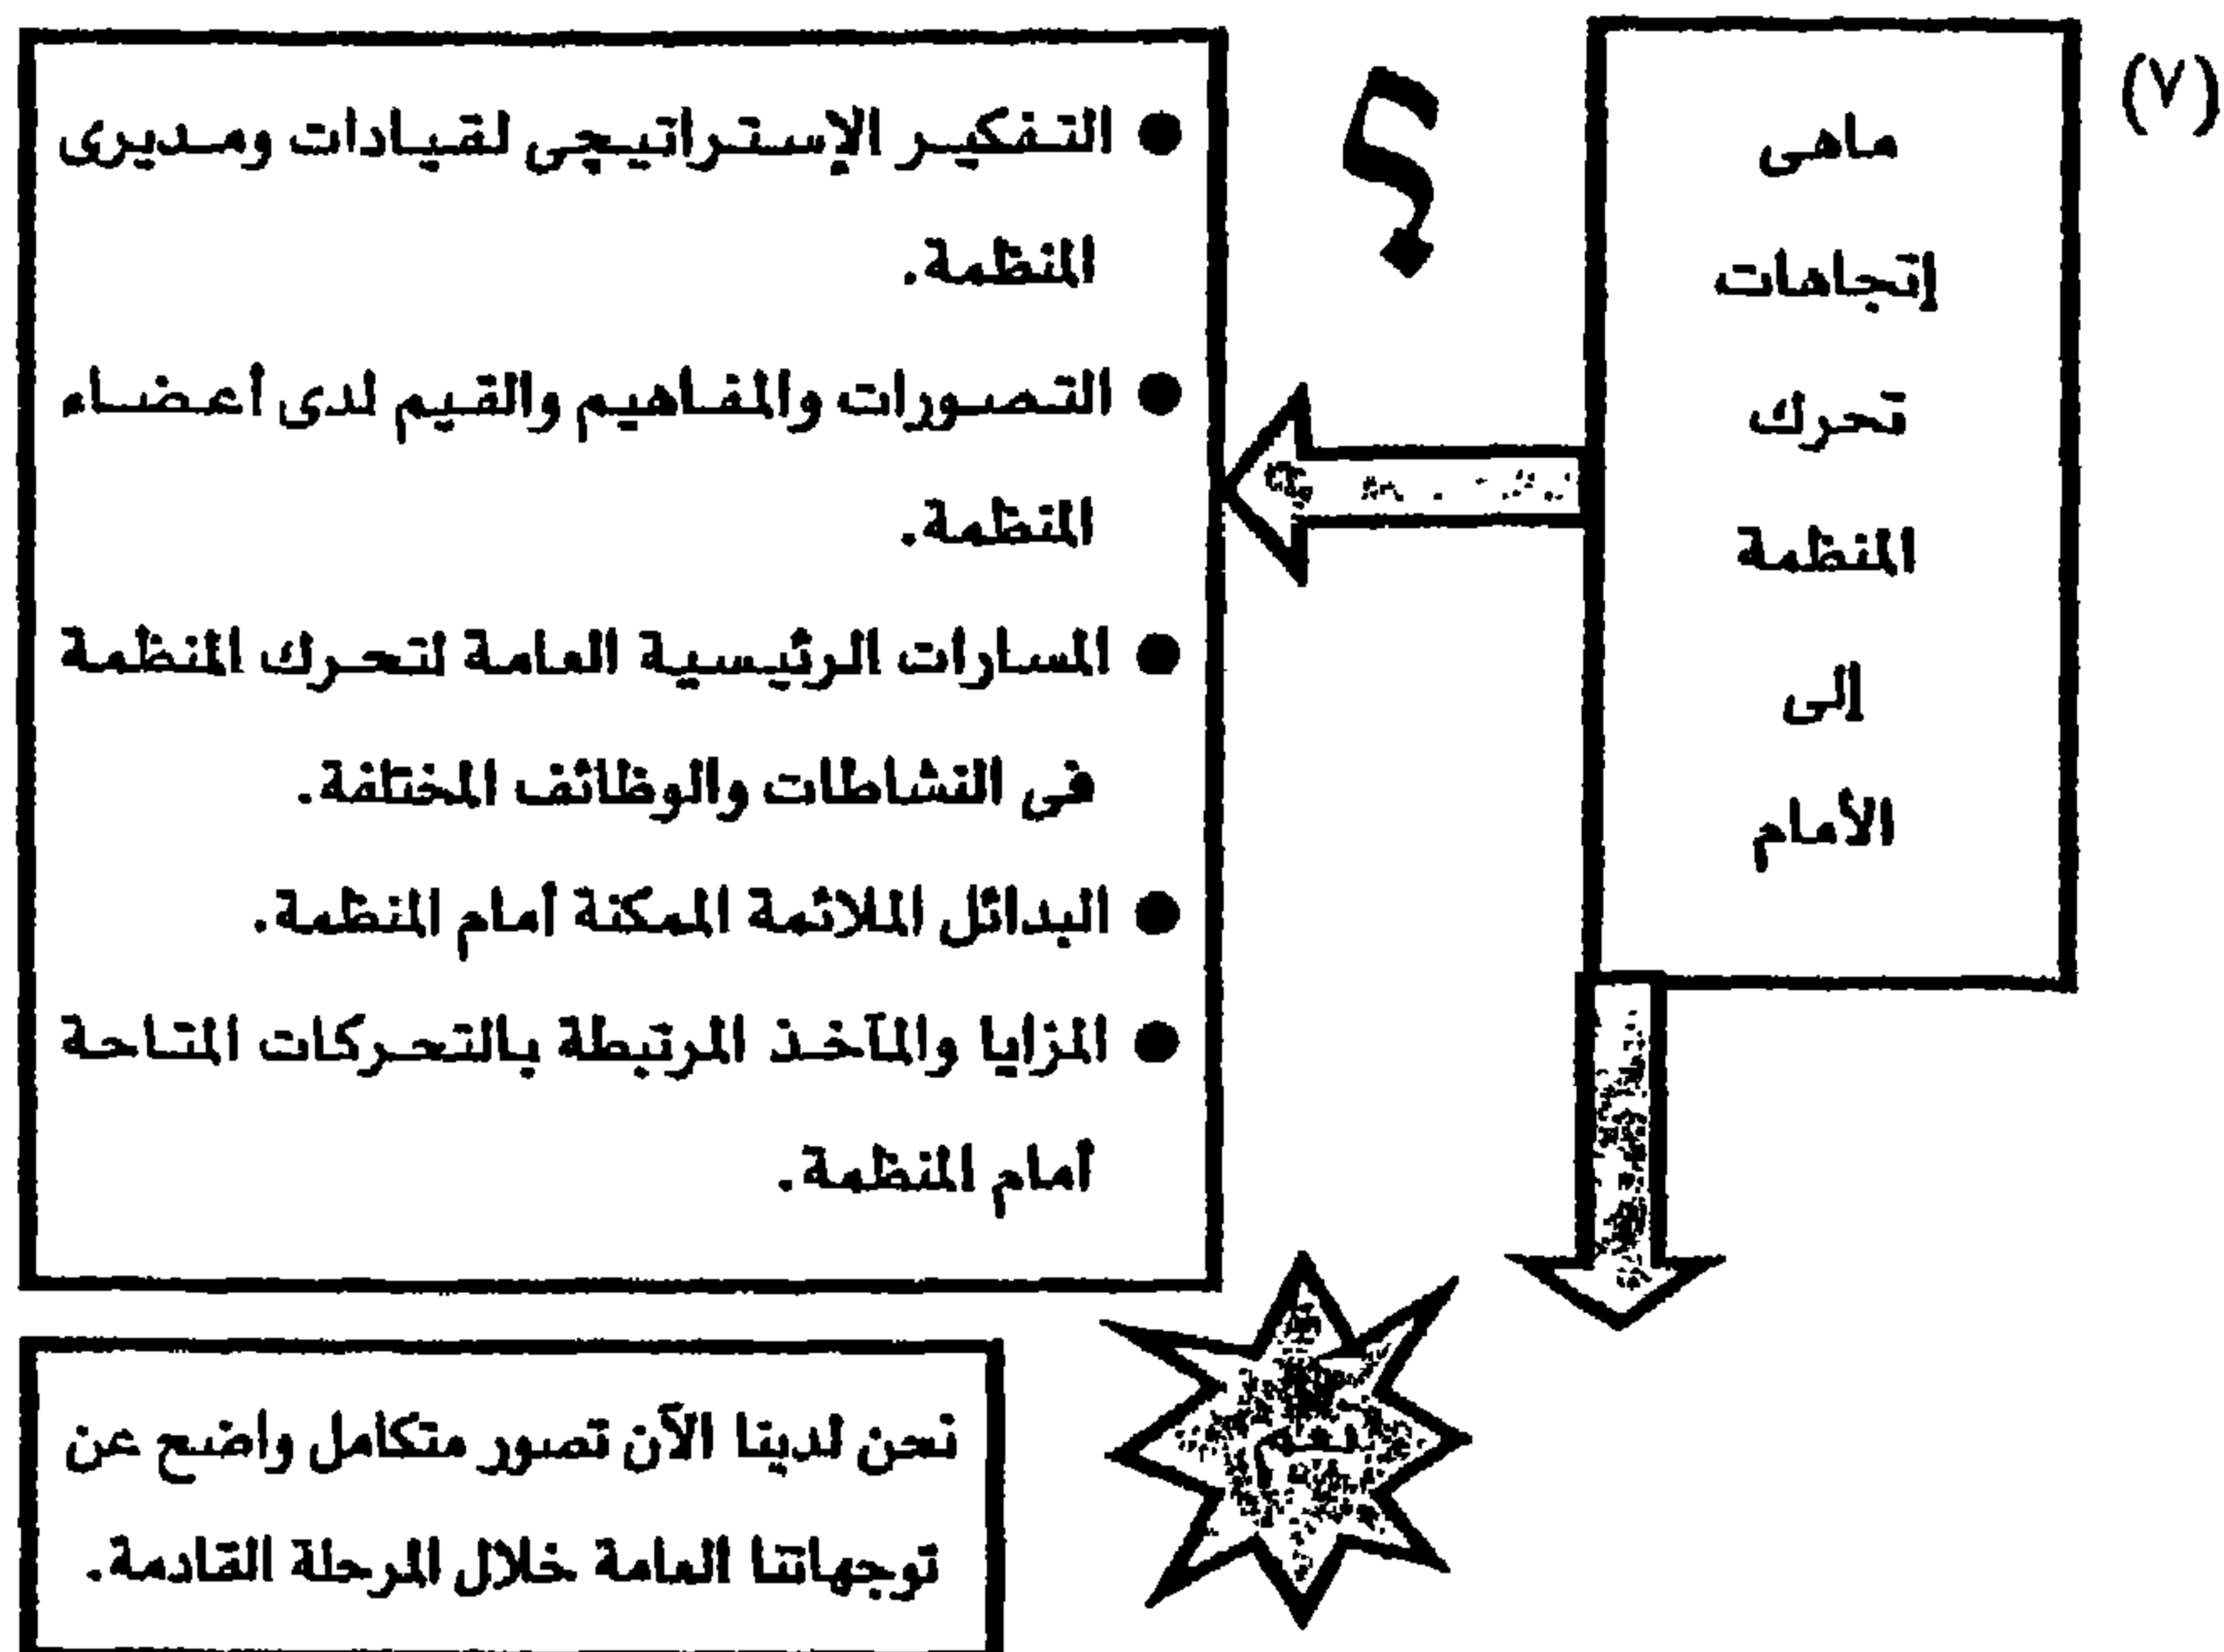 (٧)
ماهى
إتجاهات
تحرك
المنظمة
إلى
الأمام
؟
● التفكير الإستراتيجى لقيادات ومديرى
المنظمة.
● التصورات والمفاهيم والقيم لدى أعضاء
المنظمة.
● المسارات الرئيسية العامة لتحرك المنظمة
فى النشاطات والوظائف المختلفة.
● البدائل الملائمة الممكنة أمام المنظمة.
● المزايا والمآخذ المرتبطة بالتحركات المتاحة
أمام المنظمة.
نحن لدينا الآن تصور متكامل واضح عن
توجهاتنا العامة خلال المرحلة القادمة.